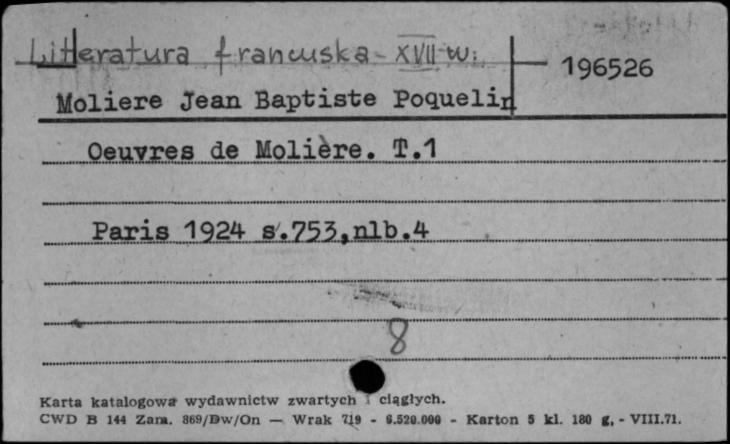 Literatura francuska - XVII w.
196526
Moliere Jean Baptiste Poquelin
Oeuvres de Molière. T.1
Paris 1924 s.753,nlb.4
8
Karta katalogowa wydawnictw zwartych i ciągłych.
CWD B 144 Zam. 869/Dw/On — Wrak 719 - 6.520.000 - Karton 5 kl. 180 g, - VIII.71.